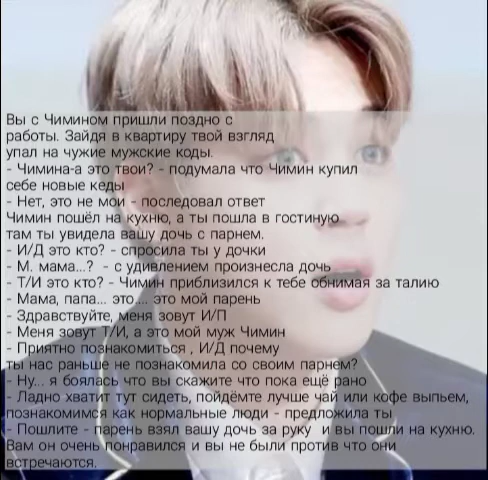 Вы с Чимином пришли поздно с
работы. Зайдя в квартиру твой взгляд
упал на чужие мужские коды.
- Чимина-а это твои? - подумала что Чимин купил
себе новые кеды
- Нет, это не мои - последовал ответ
Чимин пошёл на кухню, а ты пошла в гостиную
там ты увидела вашу дочь с парнем.
- И/Д это кто? - спросила ты у дочки
- М. мама...? - с удивлением произнесла дочь
- Т/И это кто? - Чимин приблизился к тебе обнимая за талию
- Мама, папа... это.... это мой парень
- Здравствуйте, меня зовут И/П
- Меня зовут Т/И, а это мой муж Чимин
- Приятно познакомиться , И/Д почему
ты нас раньше не познакомила со своим парнем?
- Ну... я боялась что вы скажите что пока ещё рано
- Ладно хватит тут сидеть, пойдёмте лучше чай или кофе выпьем,
познакомимся как нормальные люди - предложила ты
- Пошлите - парень взял вашу дочь за руку и вы пошли на кухню.
Вам он очень понравился и вы не были против что они
встречаются.